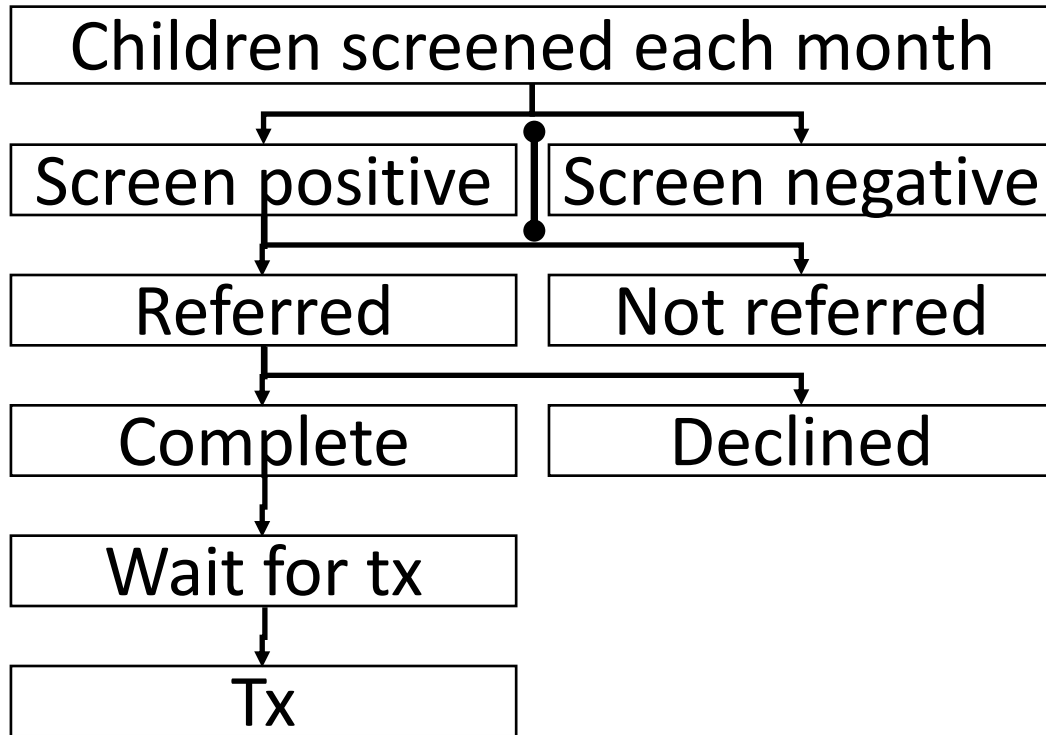 Children screened each month
Screen positive
Screen negative
Referred
Not referred
Complete
Declined
Wait for tx
Tx